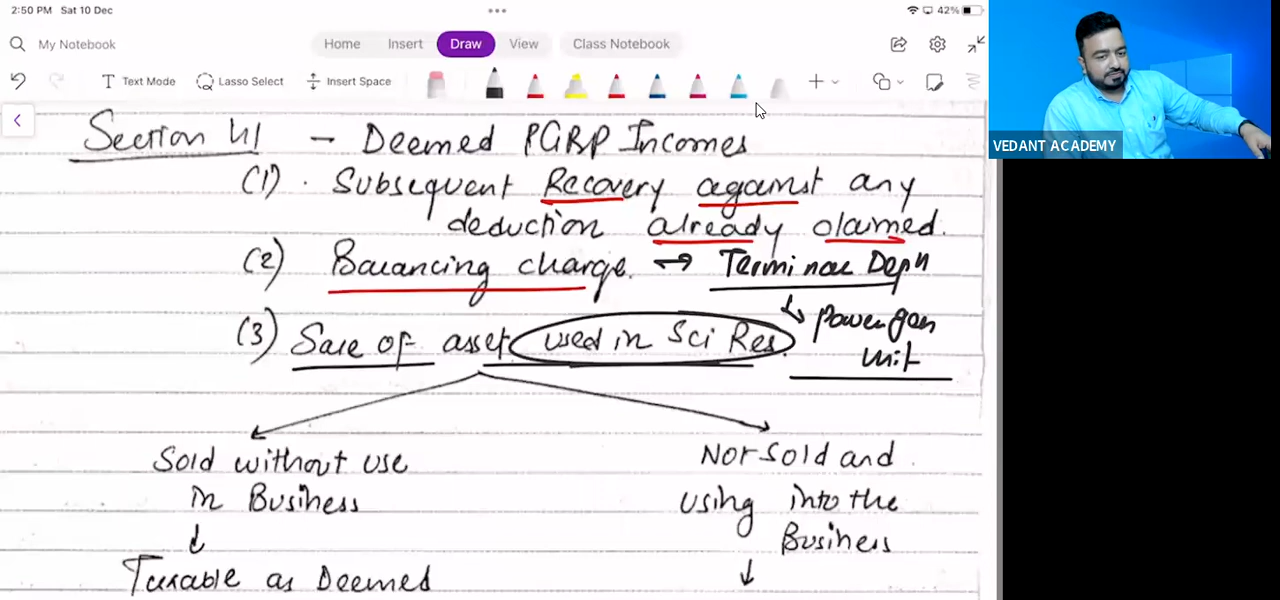 2:50 PM Sat 10 Dec
42%
My Notebook
Home Insert Draw View Class Notebook
Text Mode Lasso Select Insert Space
VEDANT ACADEMY
Section 41 - Deemed PGBP Incomes
(1) . Subsequent Recovery against any
deduction already claimed.
(2) Balancing charge. → Terminal Depn
↳ Power gen
unit
(3) Sale of asset used in Sci Res.
Sold without use
in Business
↓
Taxable as Deemed
Not Sold and
using into the
Business
↓